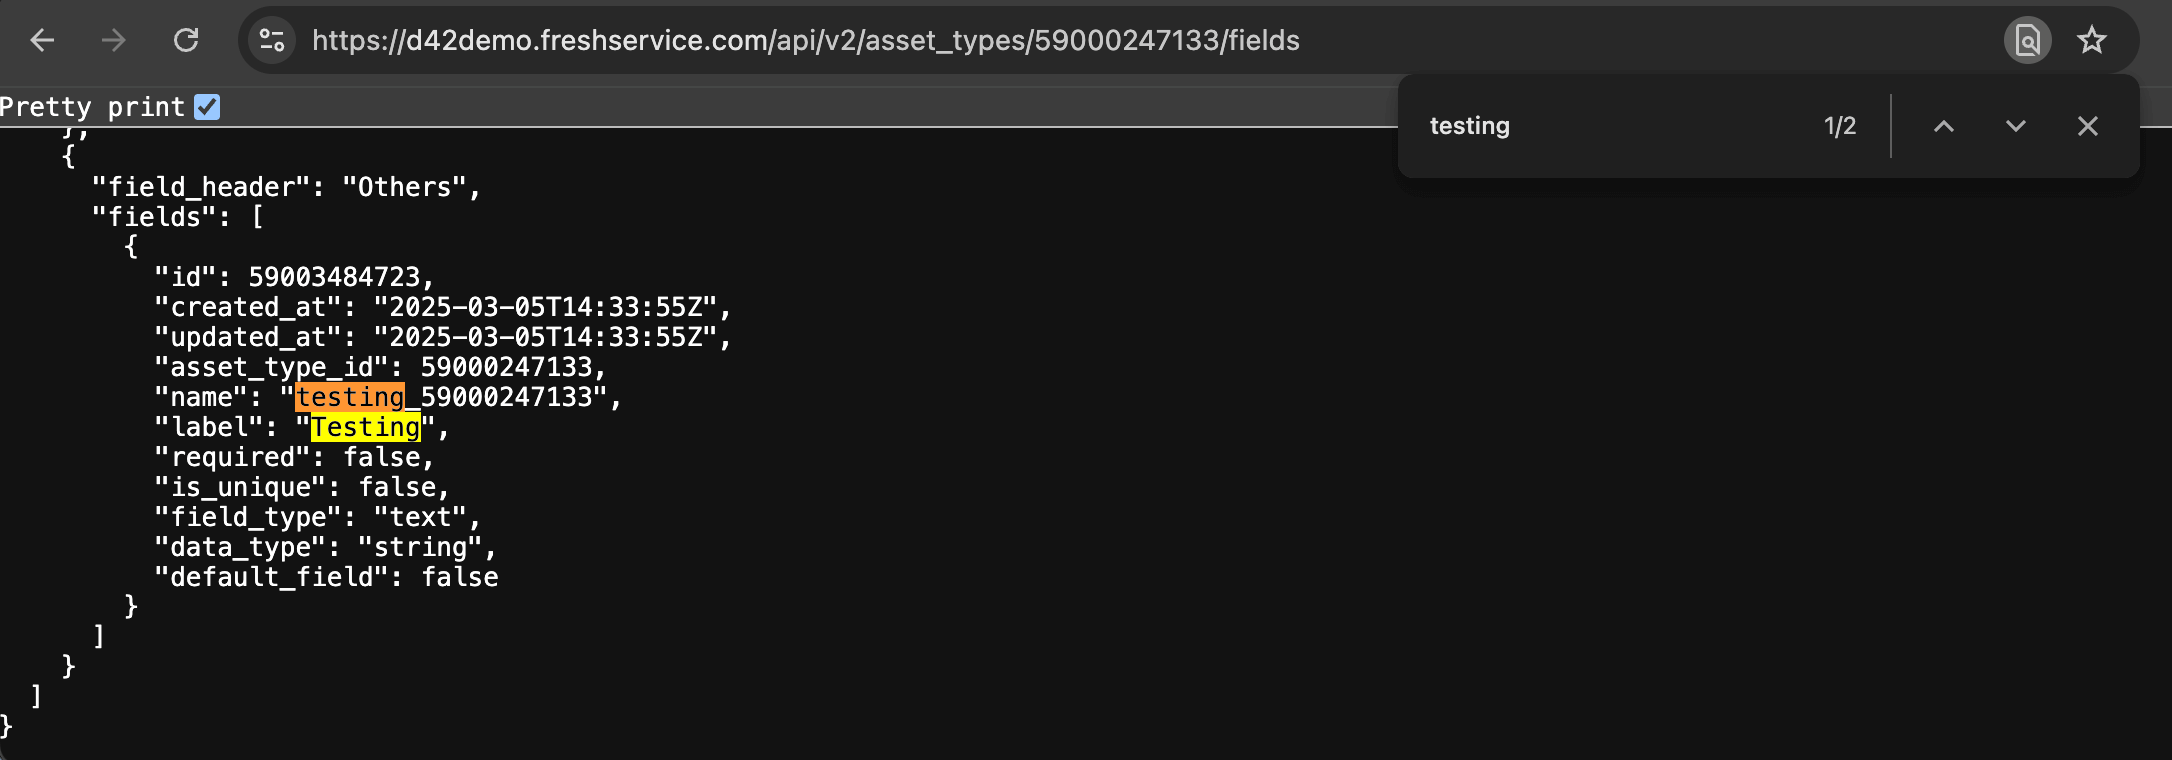 https://d42demo.freshservice.com/api/v2/asset_types/59000247133/fields
Pretty print
testing 1/2
},
{
"field_header": "Others",
"fields": [
{
"id": 59003484723,
"created_at": "2025-03-05T14:33:55Z",
"updated_at": "2025-03-05T14:33:55Z",
"asset_type_id": 59000247133,
"name": "testing_59000247133",
"label": "Testing",
"required": false,
"is_unique": false,
"field_type": "text",
"data_type": "string",
"default_field": false
}
]
}
]
}